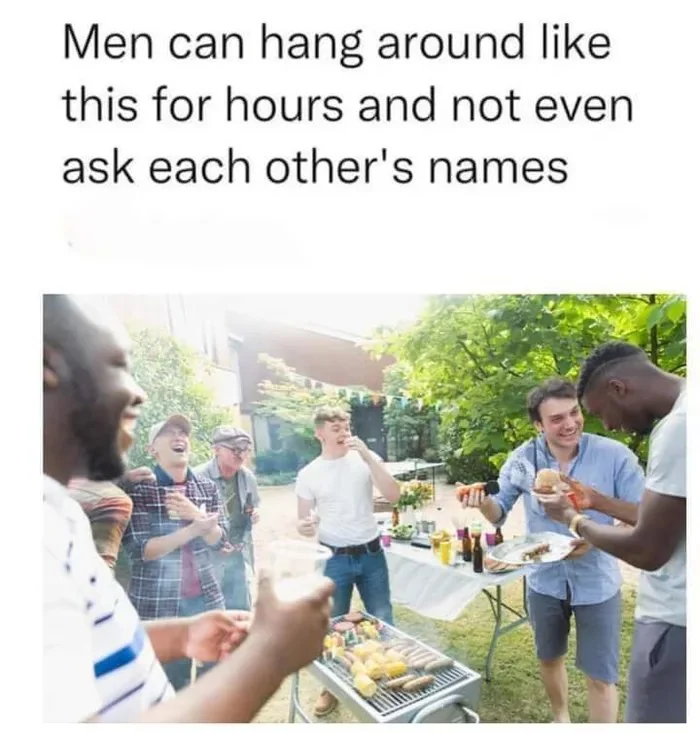 Men can hang around like
this for hours and not even
ask each other's names